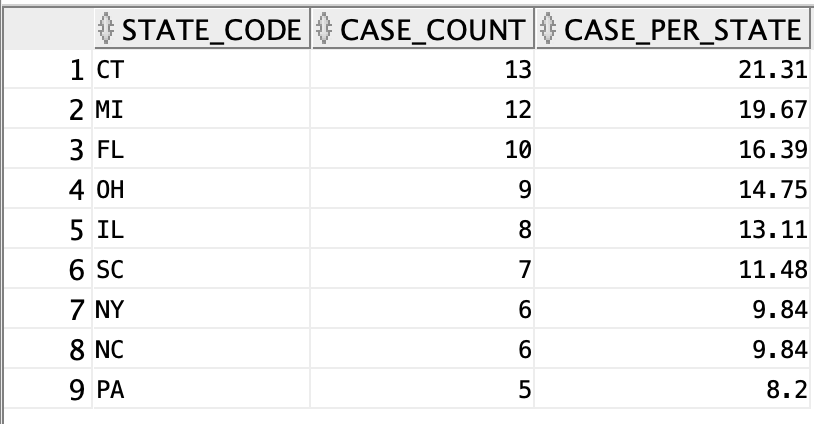 STATE_CODE CASE_COUNT CASE_PER_STATE
1 CT 13 21.31
2 MI 12 19.67
3 FL 10 16.39
4 OH 9 14.75
5 IL 8 13.11
6 SC 7 11.48
7 NY 6 9.84
8 NC 6 9.84
9 PA 5 8.2